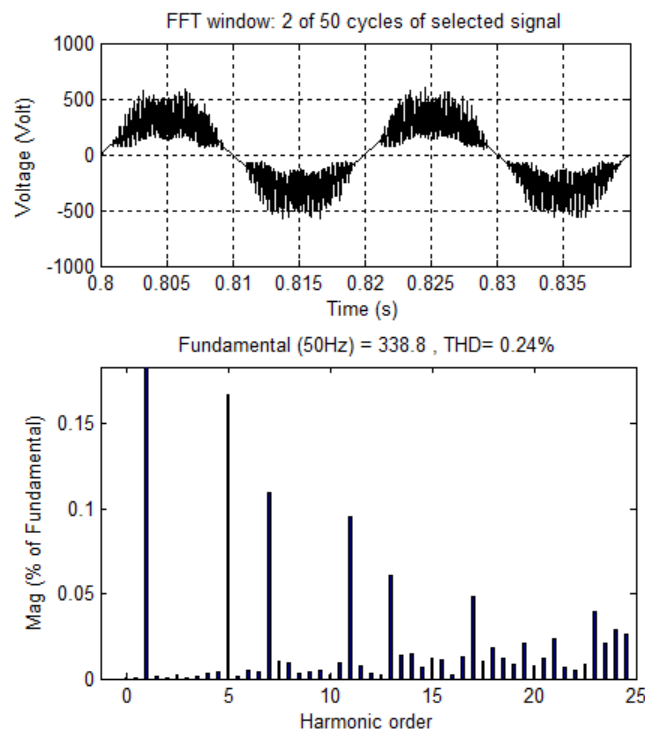 FFT window: 2 of 50 cycles of selected signal
1000
500
0
-500
-1000
Voltage (Volt)
0.8 0.805 0.81 0.815 0.82 0.825 0.83 0.835
Time (s)
Fundamental (50Hz) = 338.8 , THD= 0.24%
0.15
0.1
0.05
0
Mag (% of Fundamental)
0 5 10 15 20 25
Harmonic order